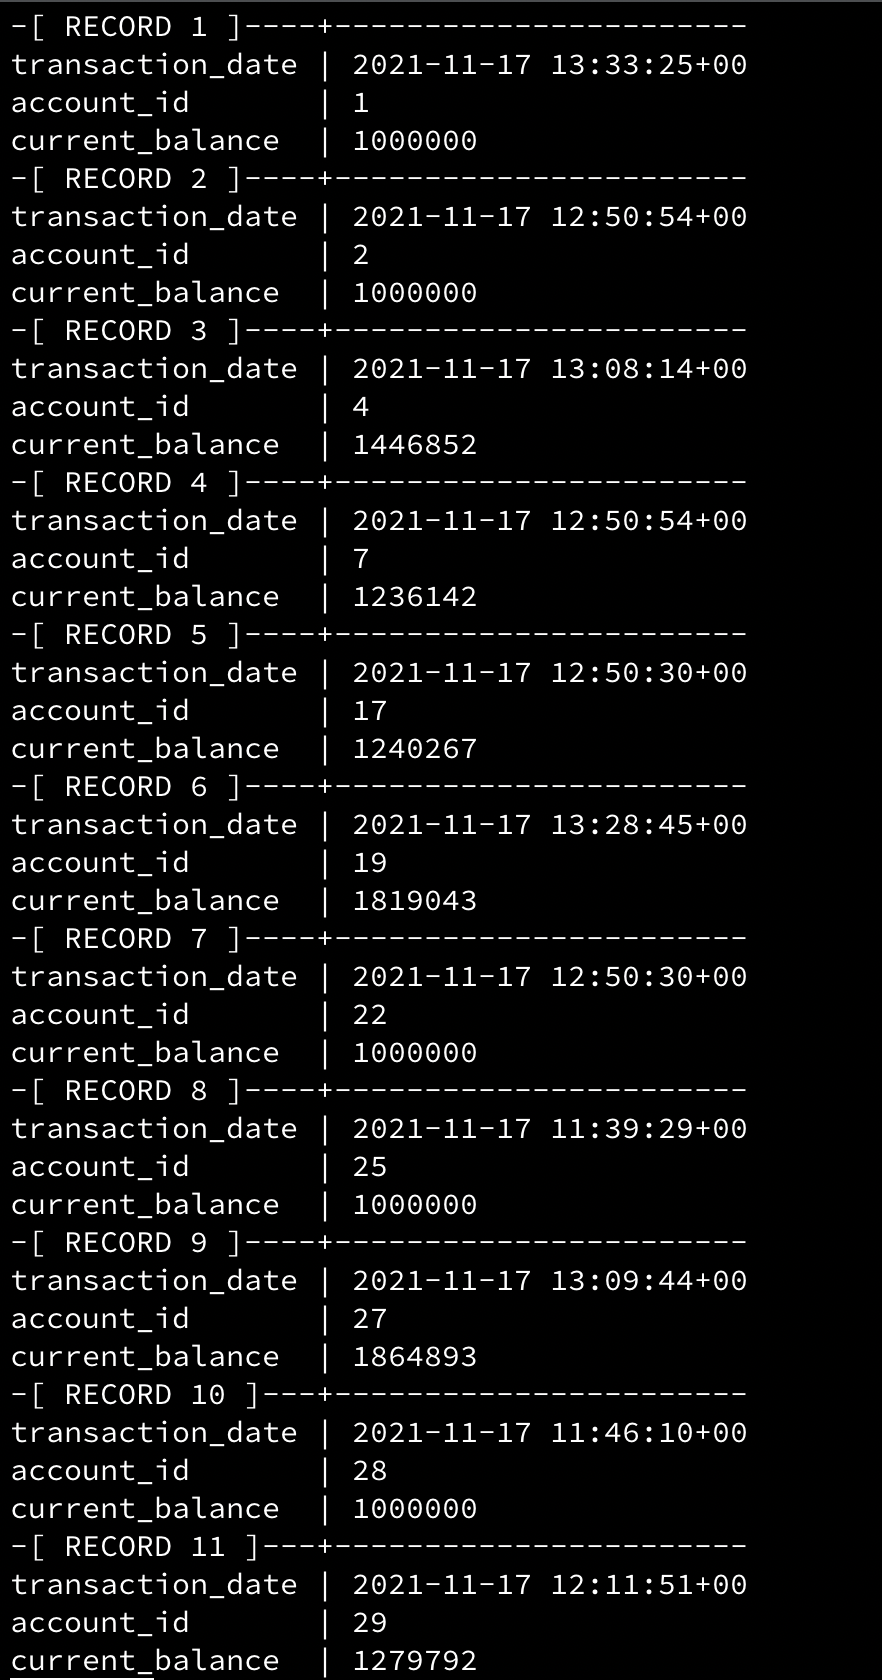 -[ RECORD 1 ]----+-----------------------
transaction_date | 2021-11-17 13:33:25+00
account_id       | 1
current_balance  | 1000000
-[ RECORD 2 ]----+-----------------------
transaction_date | 2021-11-17 12:50:54+00
account_id       | 2
current_balance  | 1000000
-[ RECORD 3 ]----+-----------------------
transaction_date | 2021-11-17 13:08:14+00
account_id       | 4
current_balance  | 1446852
-[ RECORD 4 ]----+-----------------------
transaction_date | 2021-11-17 12:50:54+00
account_id       | 7
current_balance  | 1236142
-[ RECORD 5 ]----+-----------------------
transaction_date | 2021-11-17 12:50:30+00
account_id       | 17
current_balance  | 1240267
-[ RECORD 6 ]----+-----------------------
transaction_date | 2021-11-17 13:28:45+00
account_id       | 19
current_balance  | 1819043
-[ RECORD 7 ]----+-----------------------
transaction_date | 2021-11-17 12:50:30+00
account_id       | 22
current_balance  | 1000000
-[ RECORD 8 ]----+-----------------------
transaction_date | 2021-11-17 11:39:29+00
account_id       | 25
current_balance  | 1000000
-[ RECORD 9 ]----+-----------------------
transaction_date | 2021-11-17 13:09:44+00
account_id       | 27
current_balance  | 1864893
-[ RECORD 10 ]---+-----------------------
transaction_date | 2021-11-17 11:46:10+00
account_id       | 28
current_balance  | 1000000
-[ RECORD 11 ]---+-----------------------
transaction_date | 2021-11-17 12:11:51+00
account_id       | 29
current_balance  | 1279792